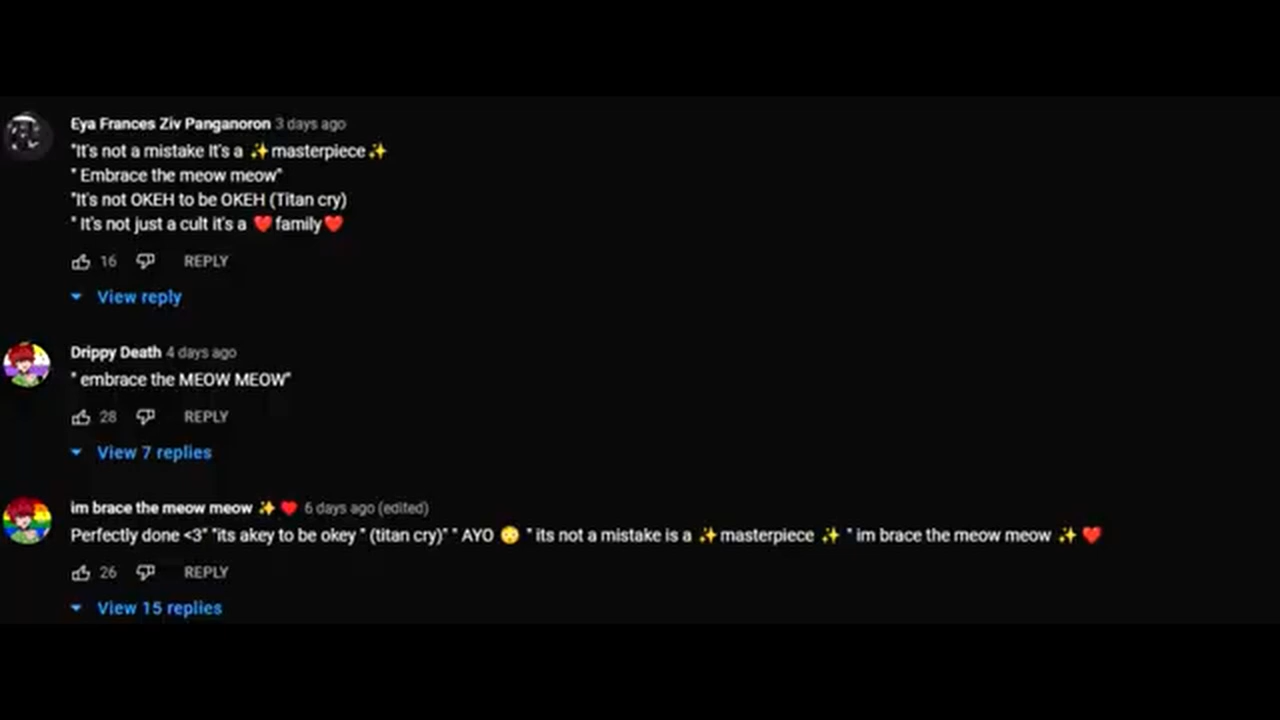 Eya Frances Ziv Panganoron 3 days ago
"It's not a mistake It's a ✨masterpiece✨
" Embrace the meow meow"
"It's not OKEH to be OKEH (Titan cry)
" It's not just a cult it's a ❤️family❤️
16 REPLY
View reply
Drippy Death 4 days ago
" embrace the MEOW MEOW"
28 REPLY
View 7 replies
im brace the meow meow ✨❤️ 6 days ago (edited)
Perfectly done <3" "its akey to be okey " (titan cry)" " AYO 😳 " its not a mistake is a ✨masterpiece ✨ " im brace the meow meow ✨❤️
26 REPLY
View 15 replies